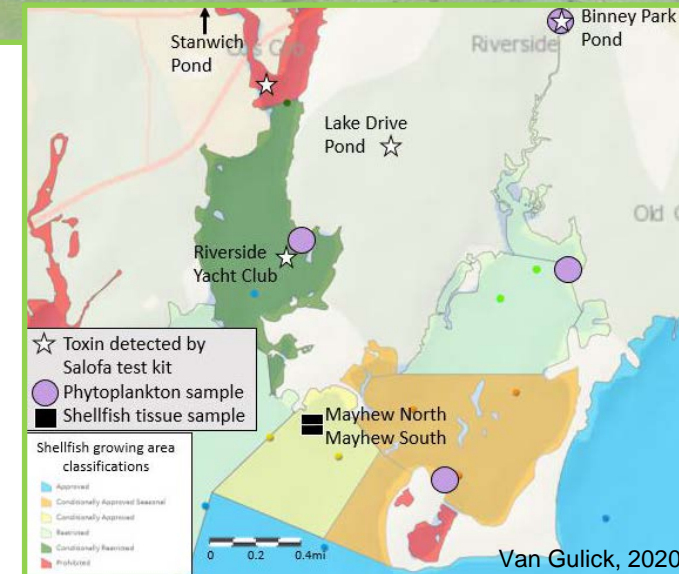 Stanwich
Pond
Cos Cob
Riverside
Binney Park
Pond
Lake Drive
Pond
Old
Riverside
Yacht Club
Toxin detected by
Salofa test kit
Phytoplankton sample
Shellfish tissue sample
Mayhew North
Mayhew South
Shellfish growing area
classifications
Approved
Conditionally Approved Seasonal
Conditionally Approved
Restricted
Conditionally Restricted
Prohibited
0 0.2 0.4mi
Van Gulick, 2020